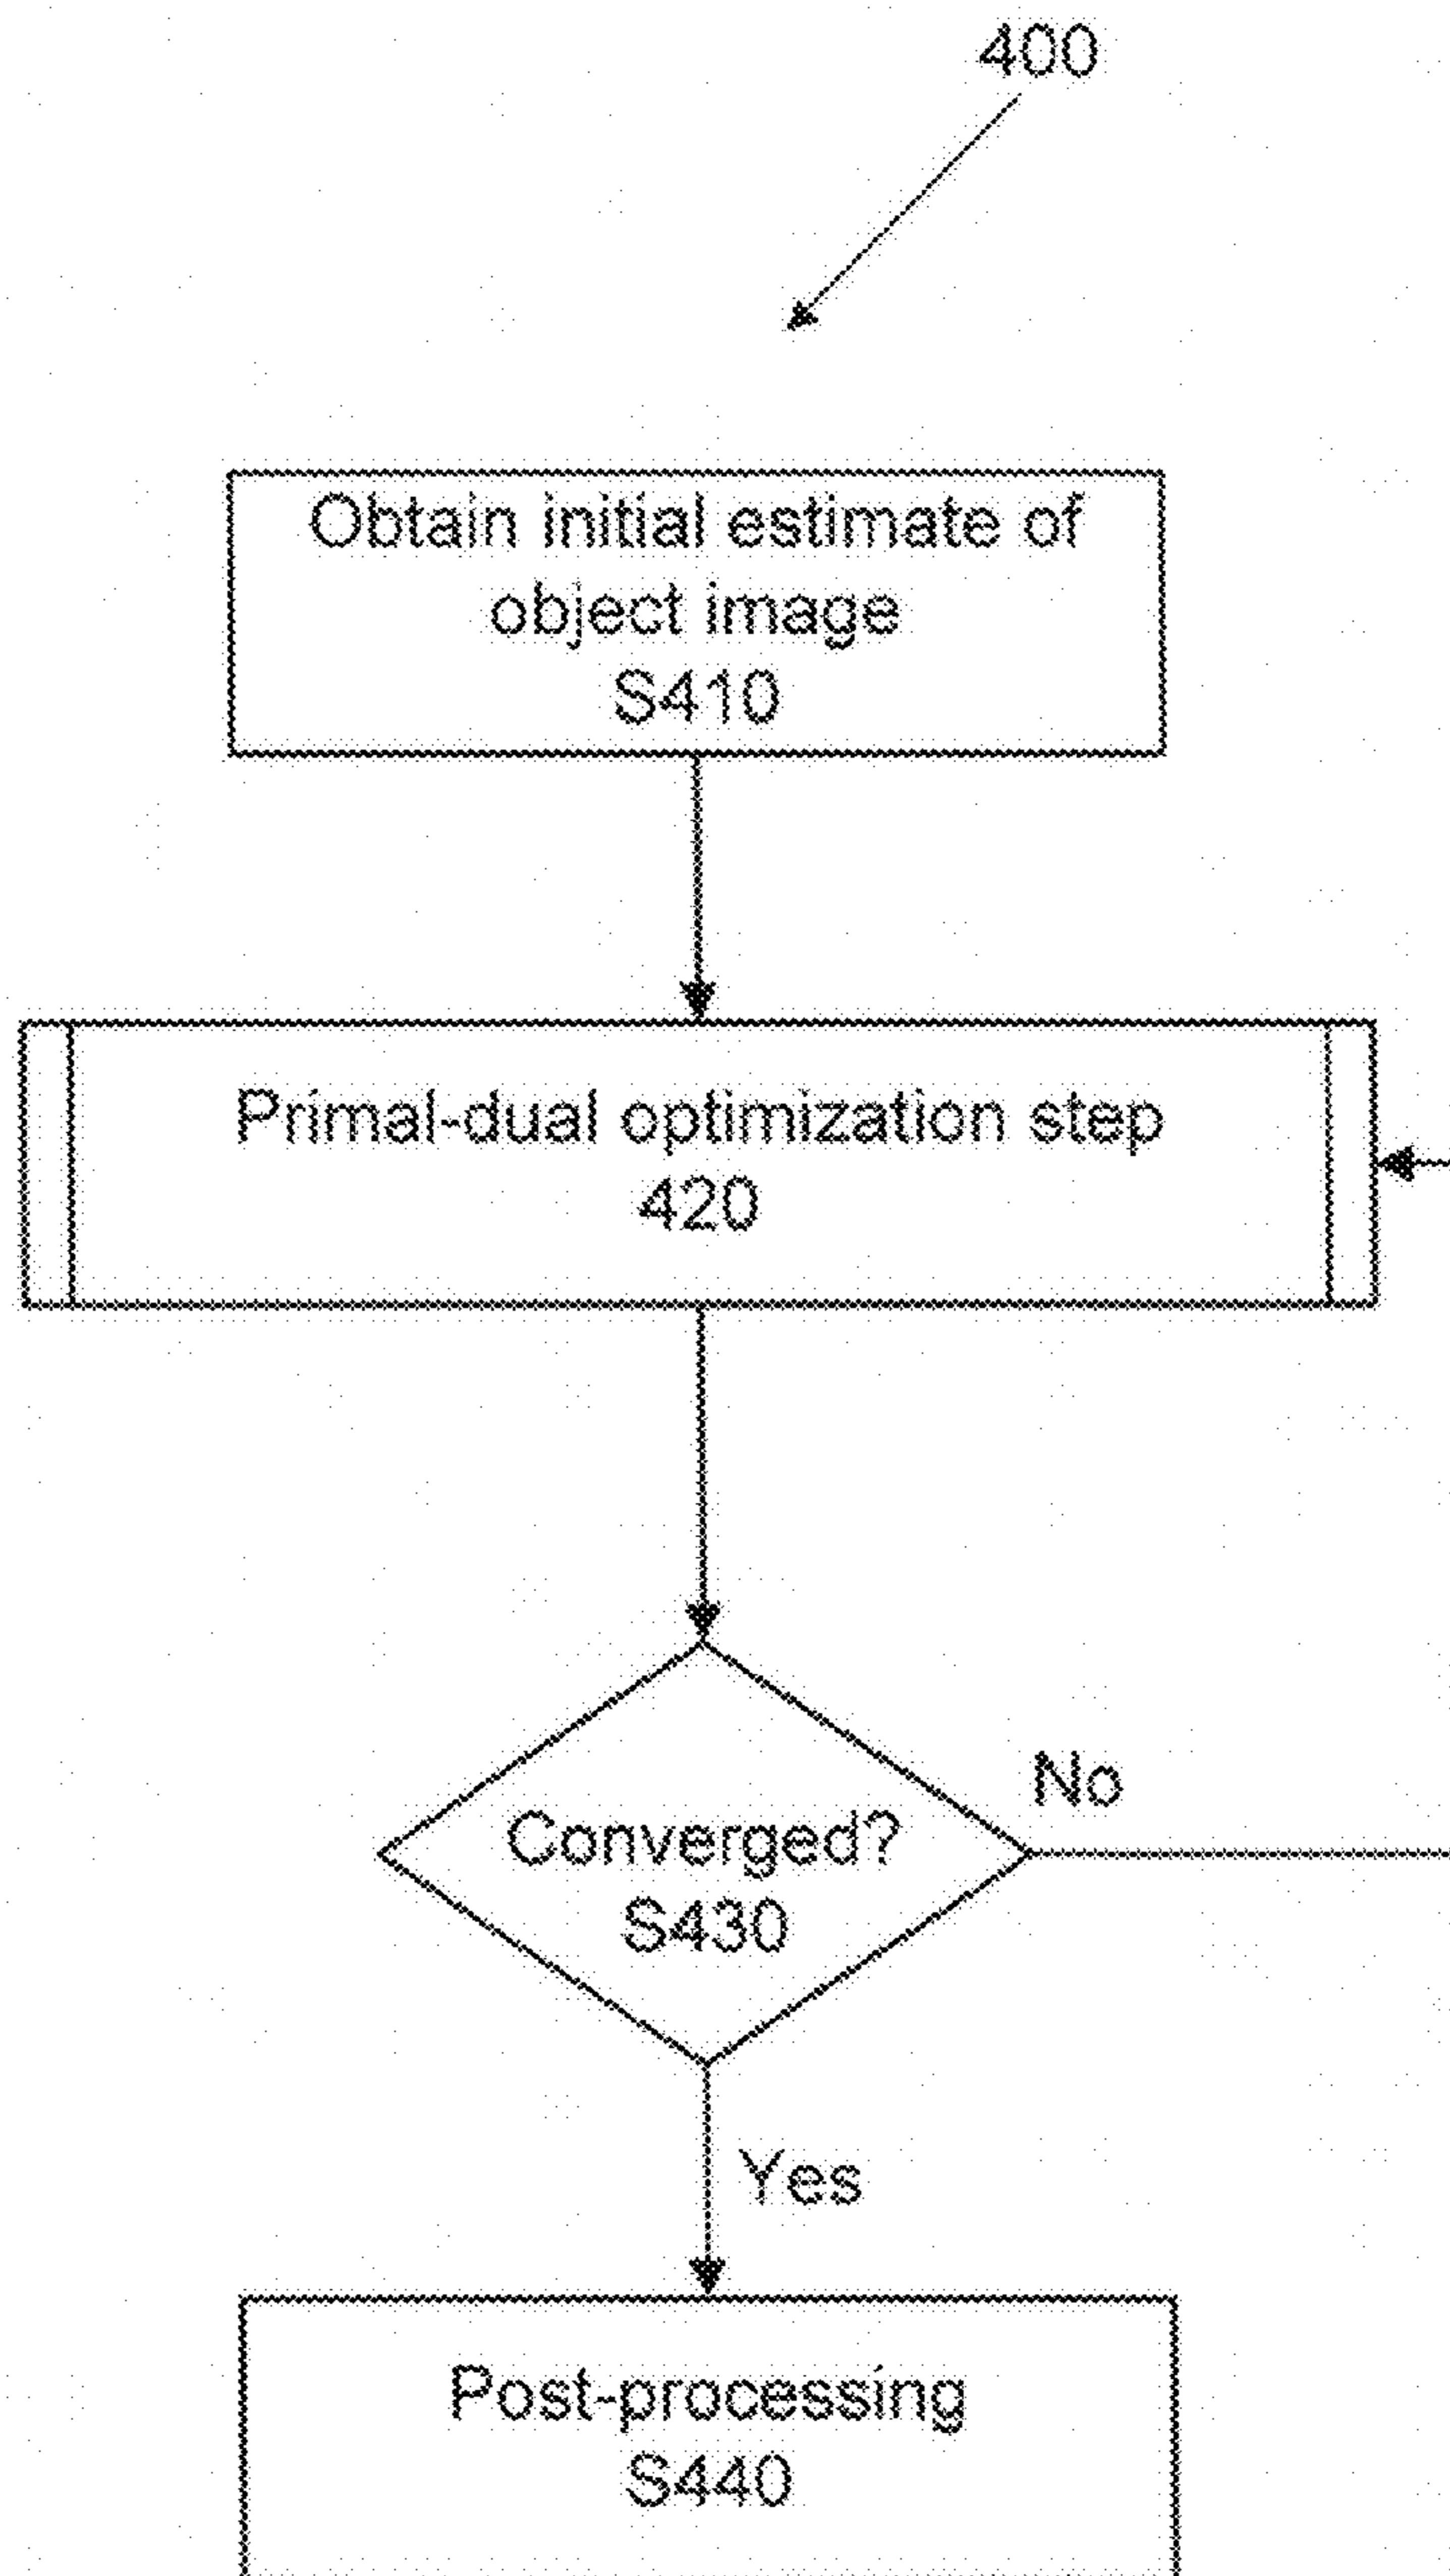 400
Obtain initial estimate of
object image
S410
Primal-dual optimization step
420
Converged?
S430
No
Yes
Post-processing
S440